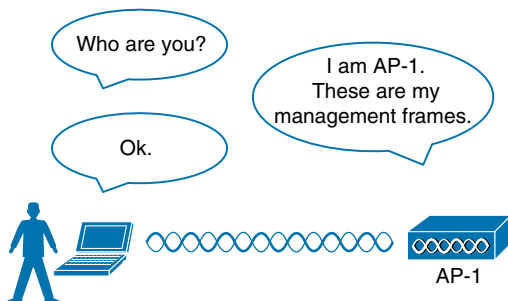 Who are you?
I am AP-1.
These are my
management frames.
Ok.
AP-1